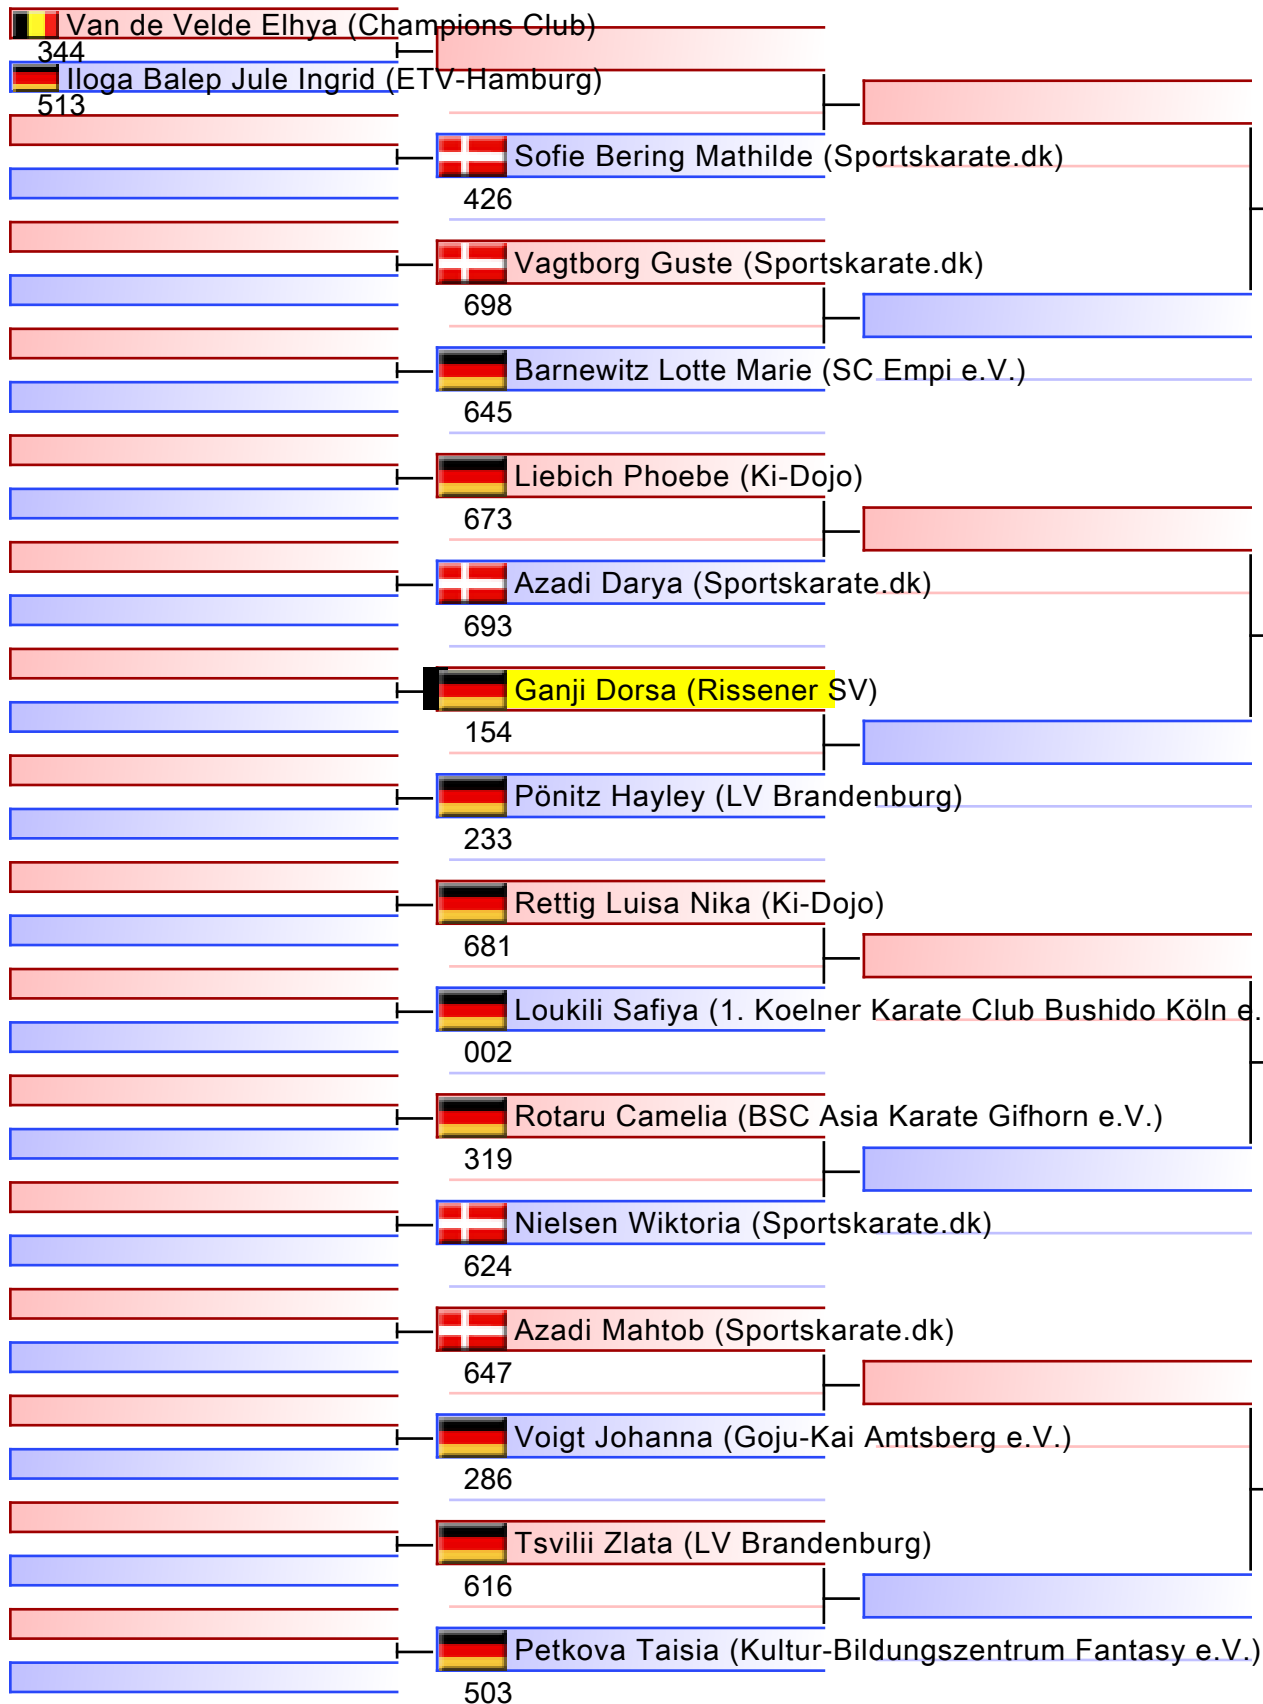 Van de Velde Elhya (Champions Club)
344
Iloga Balep Jule Ingrid (ETV-Hamburg)
513
Sofie Bering Mathilde (Sportskarate.dk)
426
Vagtborg Guste (Sportskarate.dk)
698
Barnewitz Lotte Marie (SC Empi e.V.)
645
Liebich Phoebe (Ki-Dojo)
673
Azadi Darya (Sportskarate.dk)
693
Ganji Dorsa (Rissener SV)
154
Pönitz Hayley (LV Brandenburg)
233
Rettig Luisa Nika (Ki-Dojo)
681
Loukili Safiya (1. Koelner Karate Club Bushido Köln e.
002
Rotaru Camelia (BSC Asia Karate Gifhorn e.V.)
319
Nielsen Wiktoria (Sportskarate.dk)
624
Azadi Mahtob (Sportskarate.dk)
647
Voigt Johanna (Goju-Kai Amtsberg e.V.)
286
Tsvilii Zlata (LV Brandenburg)
616
Petkova Taisia (Kultur-Bildungszentrum Fantasy e.V.)
503